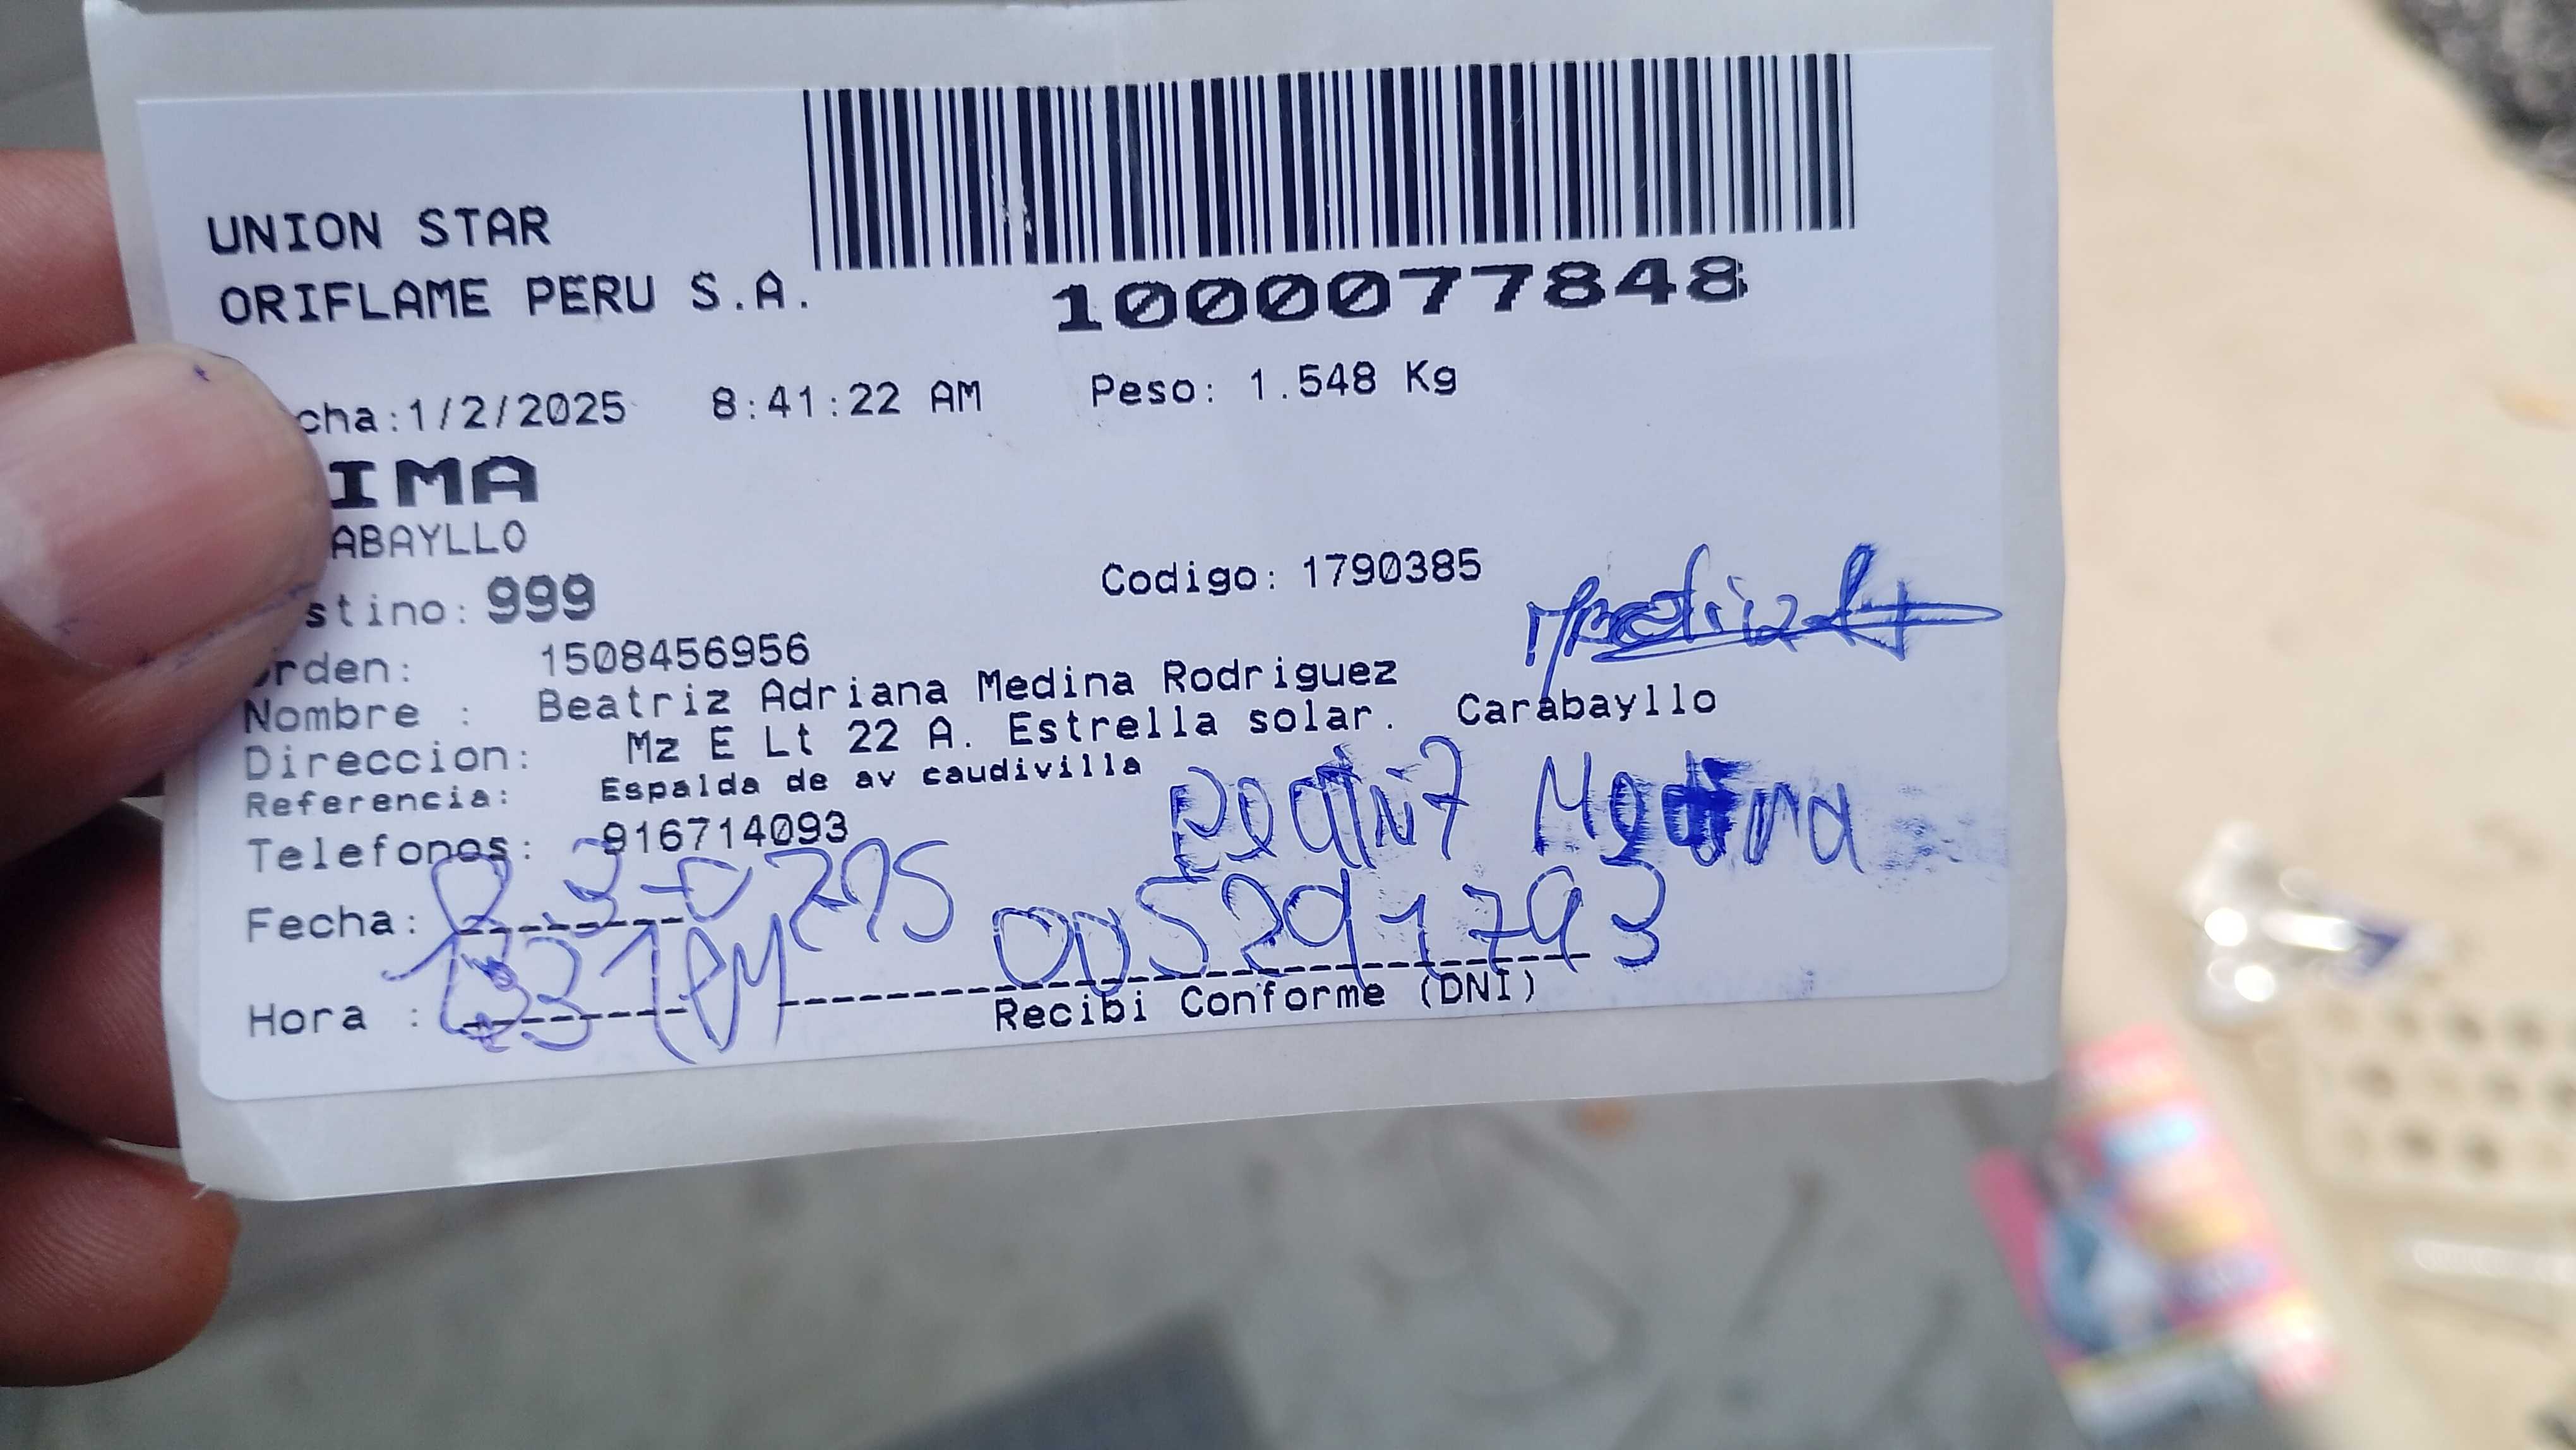 UNION STAR
ORIFLAME PERU S.A.
1000077848
cha:1/2/2025 8:41:22 AM Peso: 1.548 Kg
IMA
ABAYLLO
Codigo: 1790385
stino: 999
rden: 1508456956
Nombre : Beatriz Adriana Medina Rodriguez
Direccion: Mz E Lt 22 A. Estrella solar. Carabayllo
Referencia: Espalda de av caudivilla
Telefonos: 916714093
Medina
Fecha:
Hora :
Recibi Conforme (DNI)